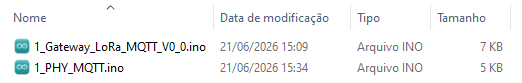 Nome Data de modificação Tipo Tamanho
1_Gateway_LoRa_MQTT_V0_0.ino 21/06/2026 15:09 Arquivo INO 7 KB
1_PHY_MQTT.ino 21/06/2026 15:34 Arquivo INO 5 KB